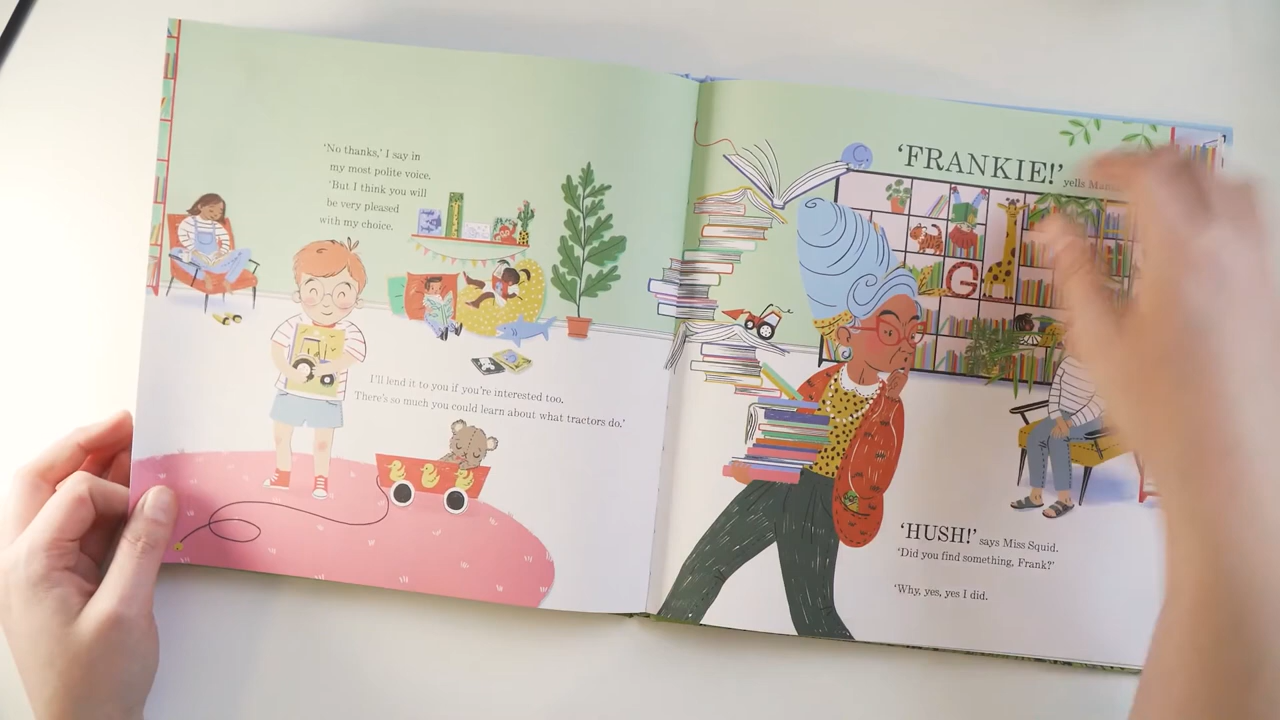 ‘No thanks,’ I say in
my most polite voice.
‘But I think you will
be very pleased
with my choice.
I’ll lend it to you if you’re interested too.
There’s so much you could learn about what tractors do.’
‘FRANKIE!’ yells
‘HUSH!’ says Miss Squid.
‘Did you find something, Frank?’
‘Why, yes, yes I did.